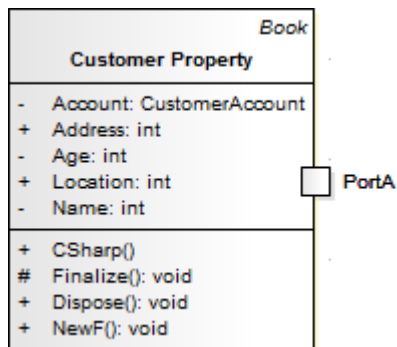 Book
Customer Property
- Account: CustomerAccount
+ Address: int
- Age: int
+ Location: int
- Name: int
PortA
+ CSharp()
# Finalize(): void
+ Dispose(): void
+ NewF(): void